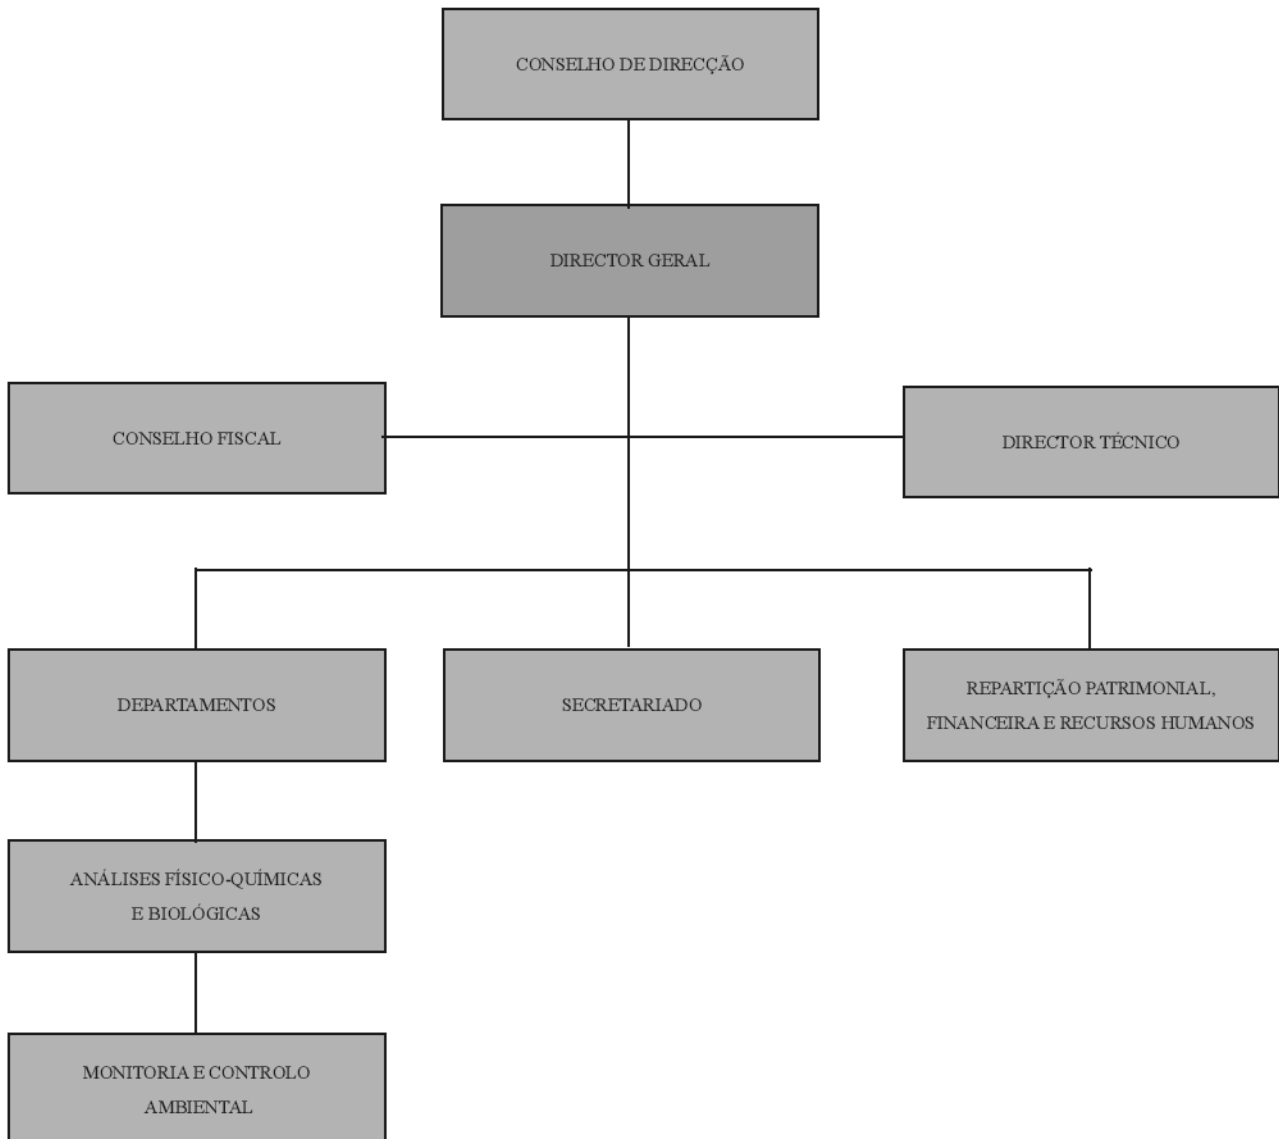 CONSELHO DE DIRECÇÃO
DIRECTOR GERAL
CONSELHO FISCAL
DIRECTOR TÉCNICO
DEPARTAMENTOS
SECRETARIADO
REPARTIÇÃO PATRIMONIAL,
FINANCEIRA E RECURSOS HUMANOS
ANÁLISES FÍSICO-QUÍMICAS
E BIOLÓGICAS
MONITORIA E CONTROLO
AMBIENTAL